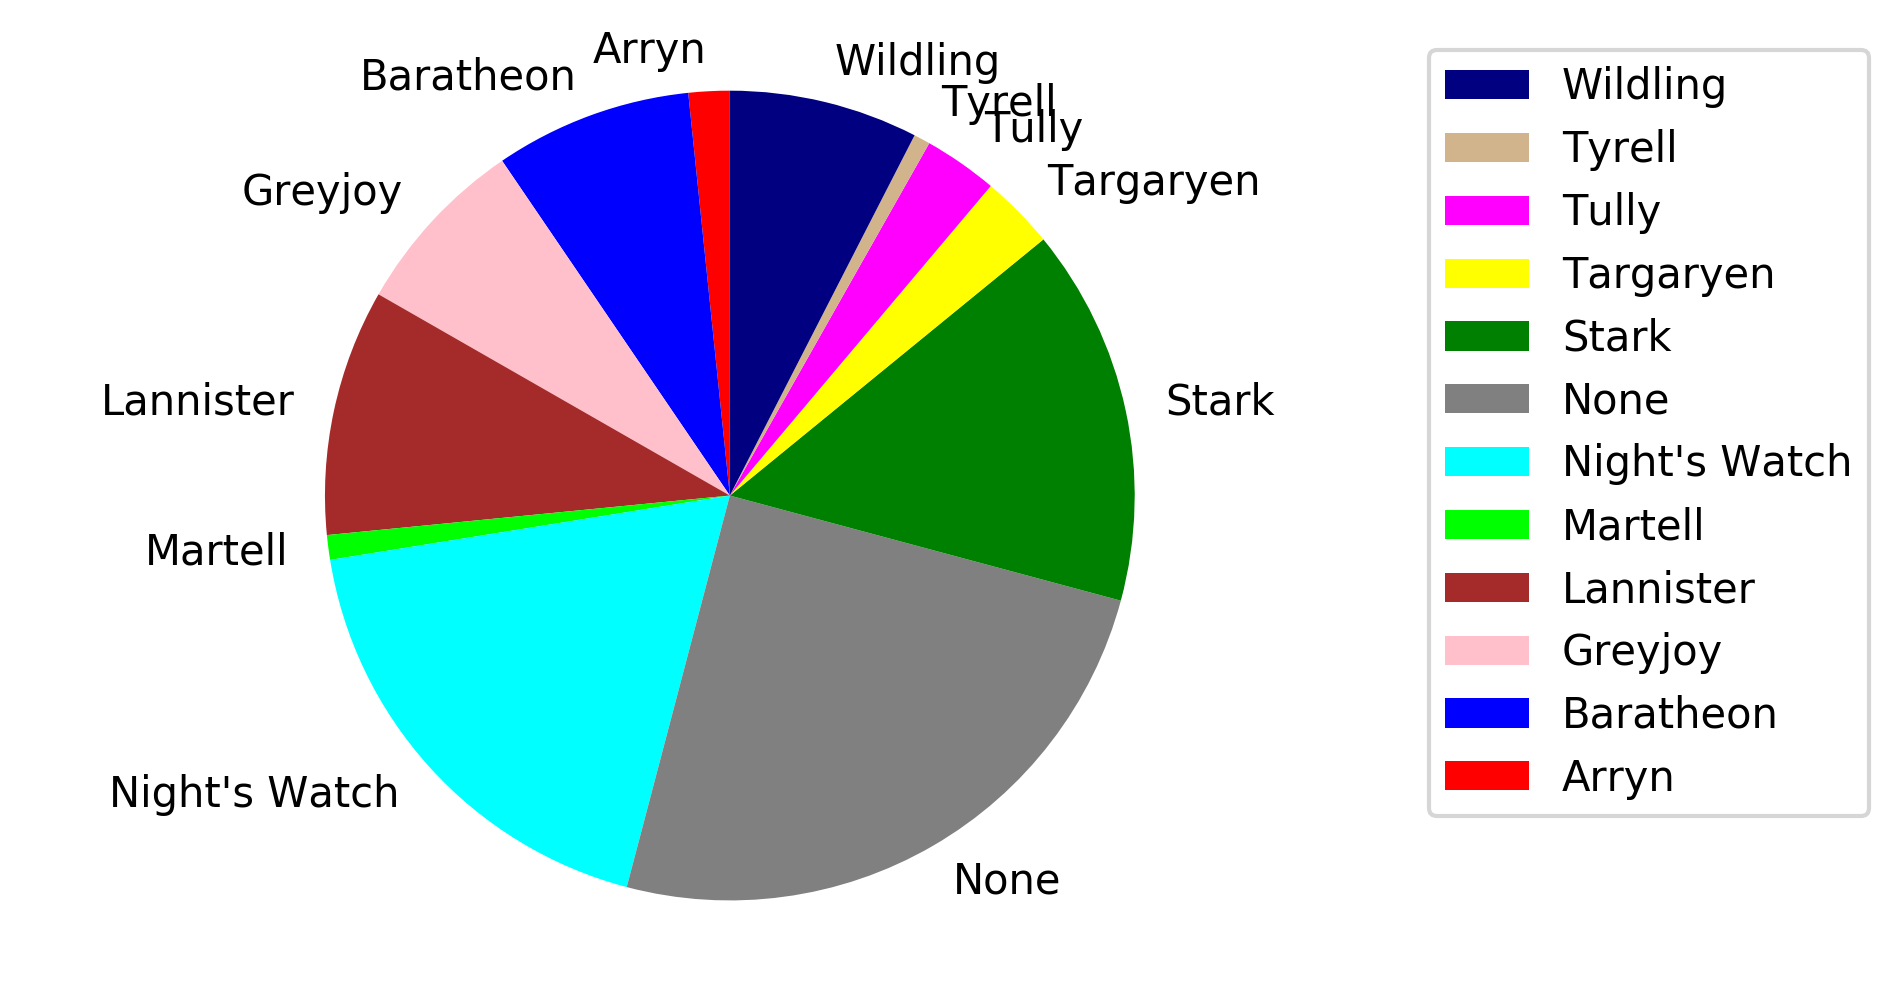 Arryn
Wildling
Baratheon
Tyrell
Tully
Targaryen
Greyjoy
Lannister
Stark
Martell
Night's Watch
None
Wildling
Tyrell
Tully
Targaryen
Stark
None
Night's Watch
Martell
Lannister
Greyjoy
Baratheon
Arryn